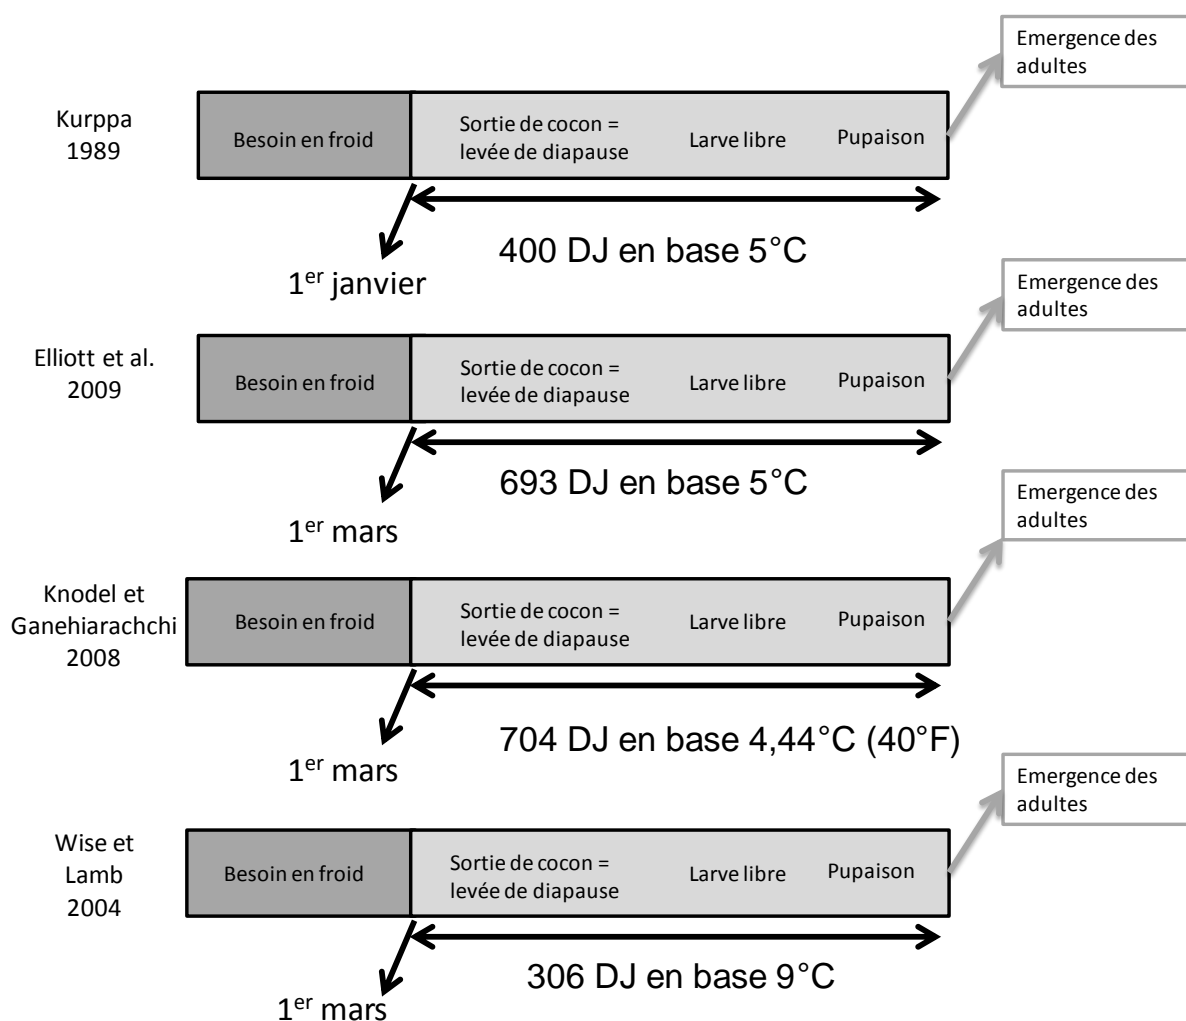 Emergence des
adultes
Kurppa
1989
Besoin en froid
Sortie de cocon =
levée de diapause
Larve libre
Pupaison
400 DJ en base 5°C
1er janvier
Emergence des
adultes
Elliott et al.
2009
Besoin en froid
Sortie de cocon =
levée de diapause
Larve libre
Pupaison
693 DJ en base 5°C
1er mars
Emergence des
adultes
Knodel et
Ganehiarachchi
2008
Besoin en froid
Sortie de cocon =
levée de diapause
Larve libre
Pupaison
704 DJ en base 4,44°C (40°F)
1er mars
Emergence des
adultes
Wise et
Lamb
2004
Besoin en froid
Sortie de cocon =
levée de diapause
Larve libre
Pupaison
306 DJ en base 9°C
1er mars